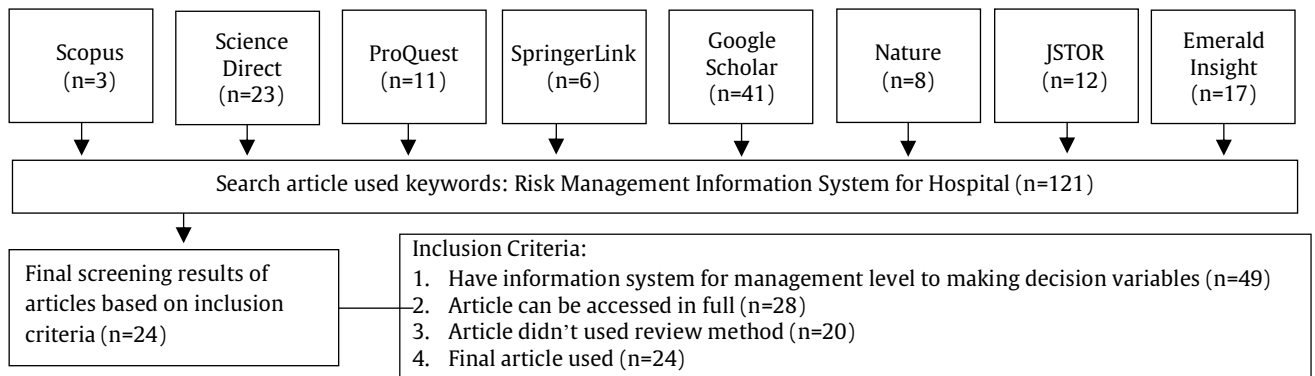 Scopus
(n=3)
Science
Direct
(n=23)
ProQuest
(n=11)
SpringerLink
(n=6)
Google
Scholar
(n=41)
Nature
(n=8)
JSTOR
(n=12)
Emerald
Insight
(n=17)
Search article used keywords: Risk Management Information System for Hospital (n=121)
Final screening results of
articles based on inclusion
criteria (n=24)
Inclusion Criteria:
1. Have information system for management level to making decision variables (n=49)
2. Article can be accessed in full (n=28)
3. Article didn't used review method (n=20)
4. Final article used (n=24)